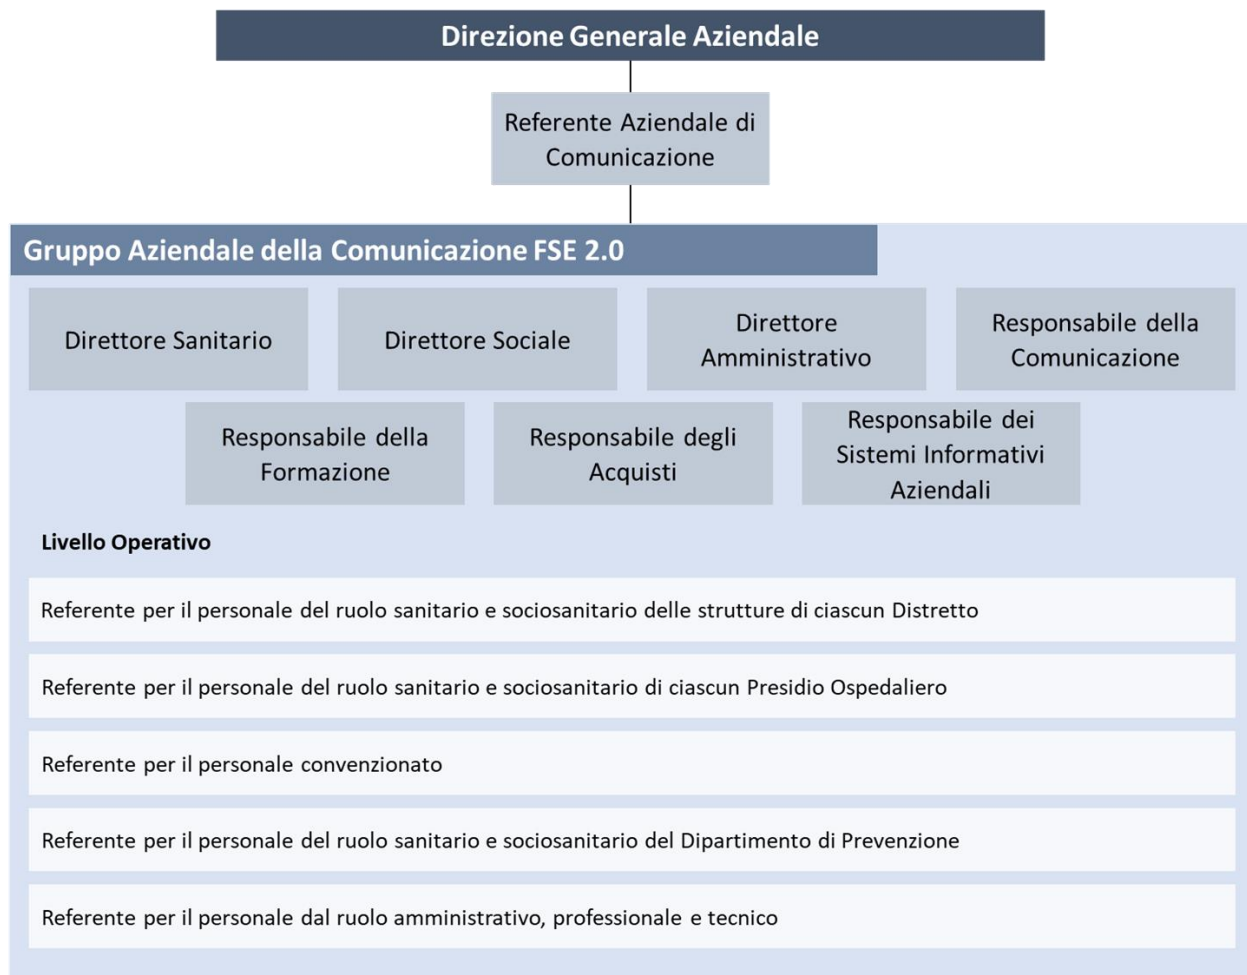 Direzione Generale Aziendale
Referente Aziendale di
Comunicazione
Gruppo Aziendale della Comunicazione FSE 2.0
Direttore Sanitario
Direttore Sociale
Direttore
Amministrativo
Responsabile della
Comunicazione
Responsabile della
Formazione
Responsabile degli
Acquisti
Responsabile dei
Sistemi Informativi
Aziendali
Livello Operativo
Referente per il personale del ruolo sanitario e sociosanitario delle strutture di ciascun Distretto
Referente per il personale del ruolo sanitario e sociosanitario di ciascun Presidio Ospedaliero
Referente per il personale convenzionato
Referente per il personale del ruolo sanitario e sociosanitario del Dipartimento di Prevenzione
Referente per il personale dal ruolo amministrativo, professionale e tecnico